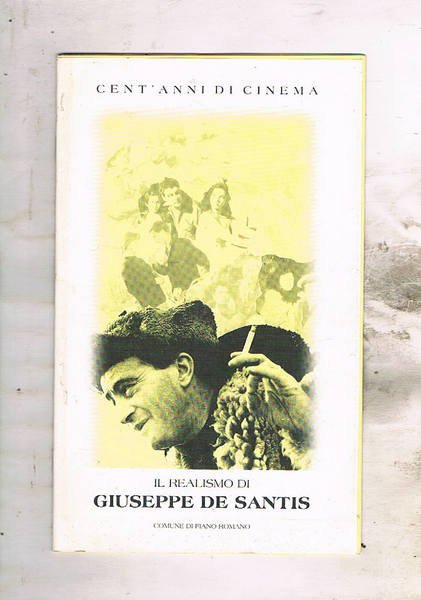 CENT'ANNI DI CINEMA
IL REALISMO DI
GIUSEPPE DE SANTIS
COMUNE DI FIANO ROMANO